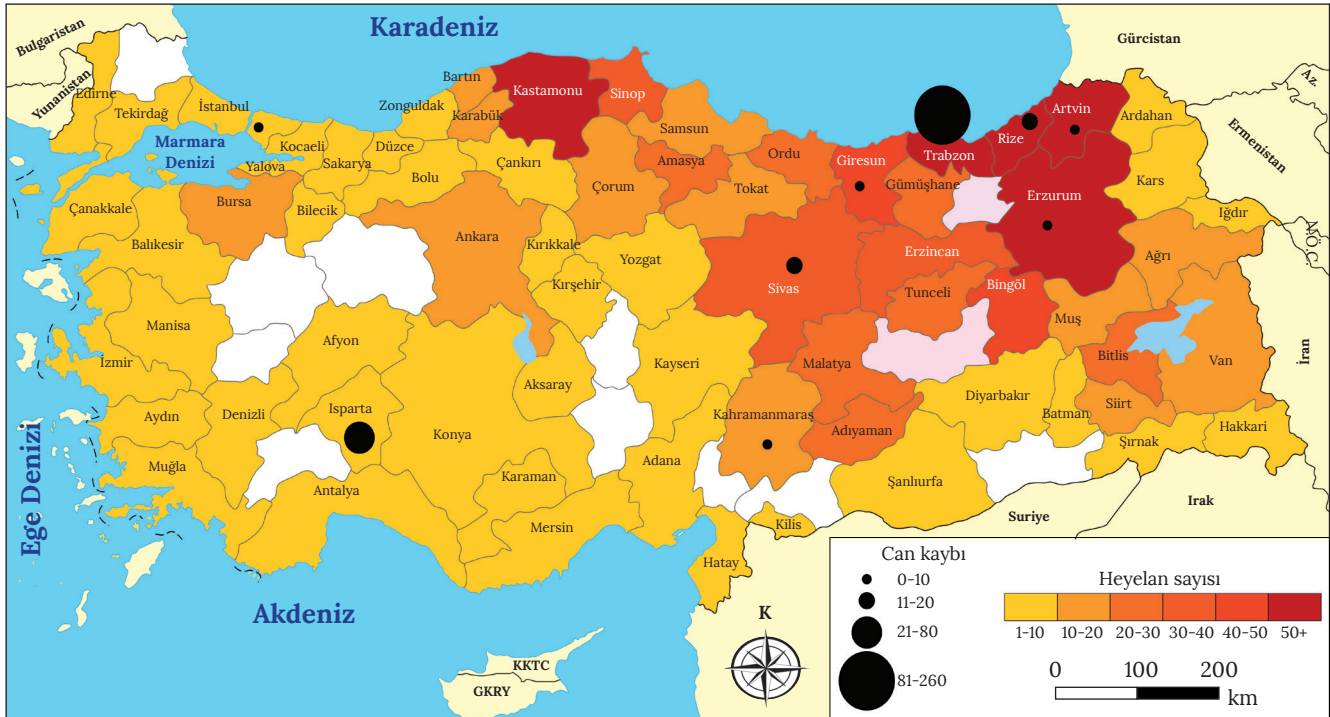 Karadeniz
Bulgaristan
Yunanistan
Gürcistan
Az.
Ermenistan
N.Ö.C.
İran
Irak
Suriye
Marmara
Denizi
Ege Denizi
Akdeniz
KKTC
GKRY
Edirne
Tekirdağ
İstanbul
Kocaeli
Yalova
Sakarya
Düzce
Zonguldak
Bartın
Karabük
Kastamonu
Sinop
Samsun
Ordu
Giresun
Trabzon
Rize
Artvin
Ardahan
Kars
Iğdır
Çanakkale
Balıkesir
Bursa
Bilecik
Bolu
Çankırı
Çorum
Amasya
Tokat
Gümüşhane
Erzurum
Ağrı
Ankara
Kırıkkale
Kırşehir
Yozgat
Sivas
Erzincan
Tunceli
Bingöl
Muş
Bitlis
Van
Manisa
İzmir
Afyon
Aksaray
Kayseri
Malatya
Aydın
Denizli
Isparta
Konya
Kahramanmaraş
Adıyaman
Diyarbakır
Batman
Siirt
Şırnak
Hakkari
Muğla
Antalya
Karaman
Mersin
Adana
Şanlıurfa
Kilis
Hatay
K
Can kaybı
0-10
11-20
21-80
81-260
Heyelan sayısı
1-10 10-20 20-30 30-40 40-50 50+
0 100 200
km